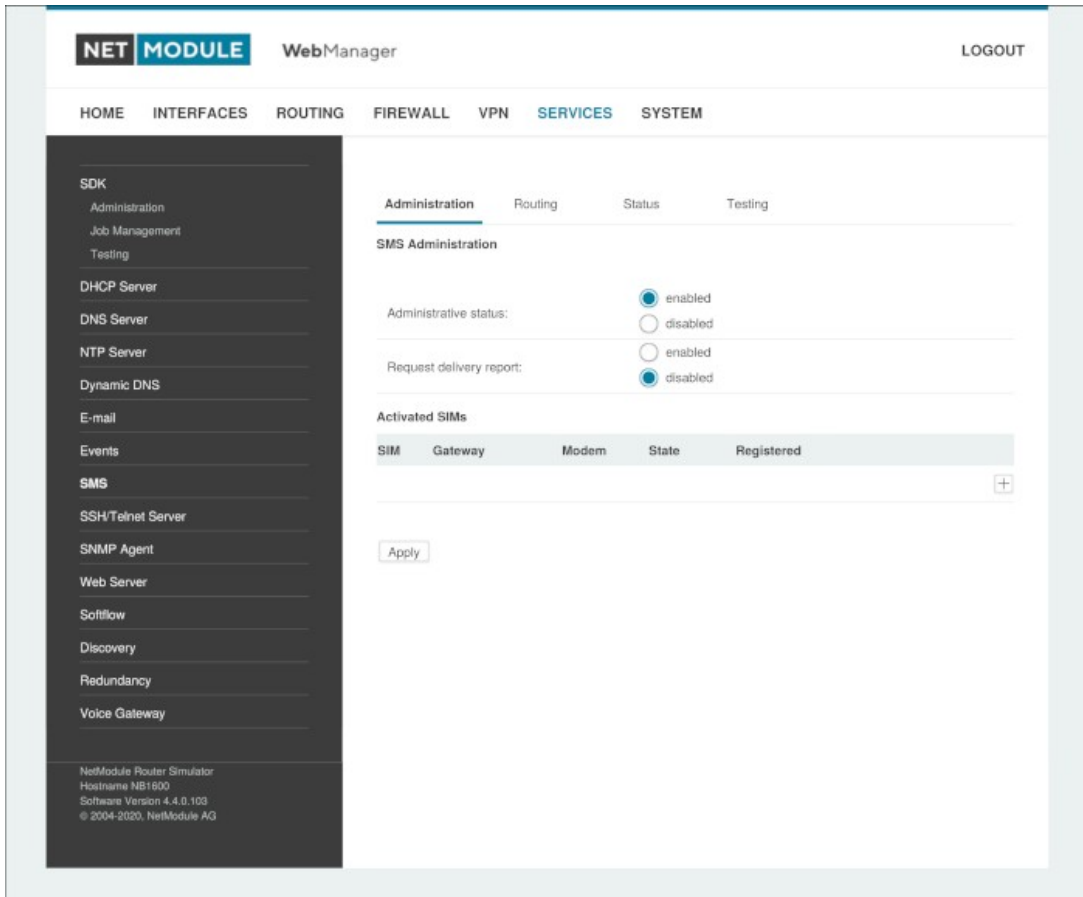 NET MODULE WebManager LOGOUT
HOME INTERFACES ROUTING FIREWALL VPN SERVICES SYSTEM
SDK
Administration
Job Management
Testing
DHCP Server
DNS Server
NTP Server
Dynamic DNS
E-mail
Events
SMS
SSH/Telnet Server
SNMP Agent
Web Server
Softflow
Discovery
Redundancy
Voice Gateway
NetModule Router Simulator
Hostname NB1600
Software Version 4.4.0.103
© 2004-2020, NetModule AG
Administration Routing Status Testing
SMS Administration
Administrative status:
enabled
disabled
Request delivery report:
enabled
disabled
Activated SIMs
SIM Gateway Modem State Registered
+
Apply